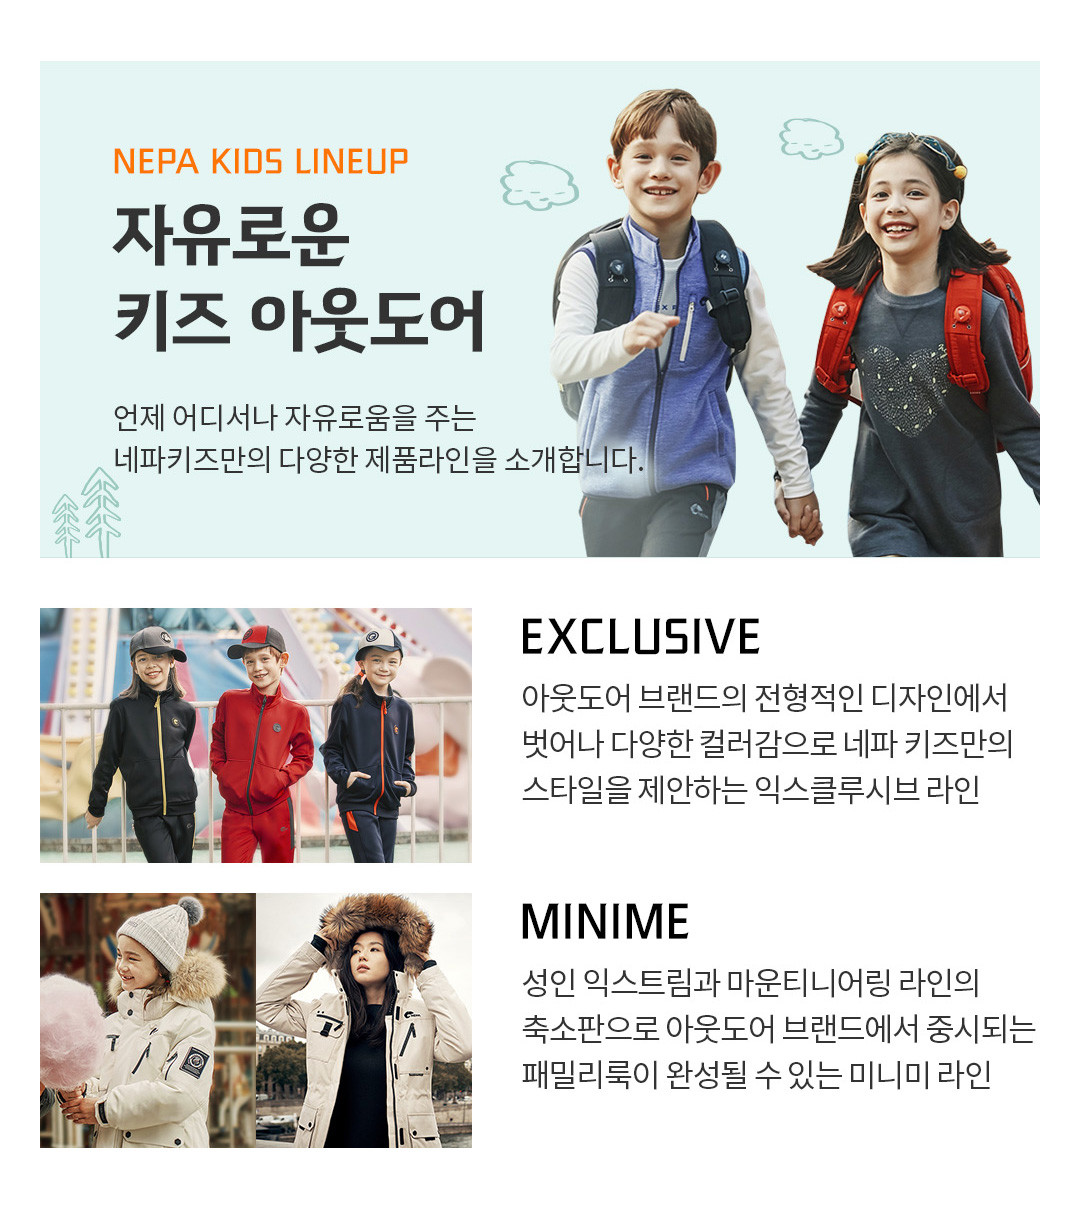 NEPA KIDS LINEUP
자유로운
키즈 아웃도어
언제 어디서나 자유로움을 주는
네파키즈만의 다양한 제품라인을 소개합니다.
EXCLUSIVE
아웃도어 브랜드의 전형적인 디자인에서
벗어나 다양한 컬러감으로 네파 키즈만의
스타일을 제안하는 익스클루시브 라인
MINIME
성인 익스트림과 마운티니어링 라인의
축소판으로 아웃도어 브랜드에서 중시되는
패밀리룩이 완성될 수 있는 미니미 라인